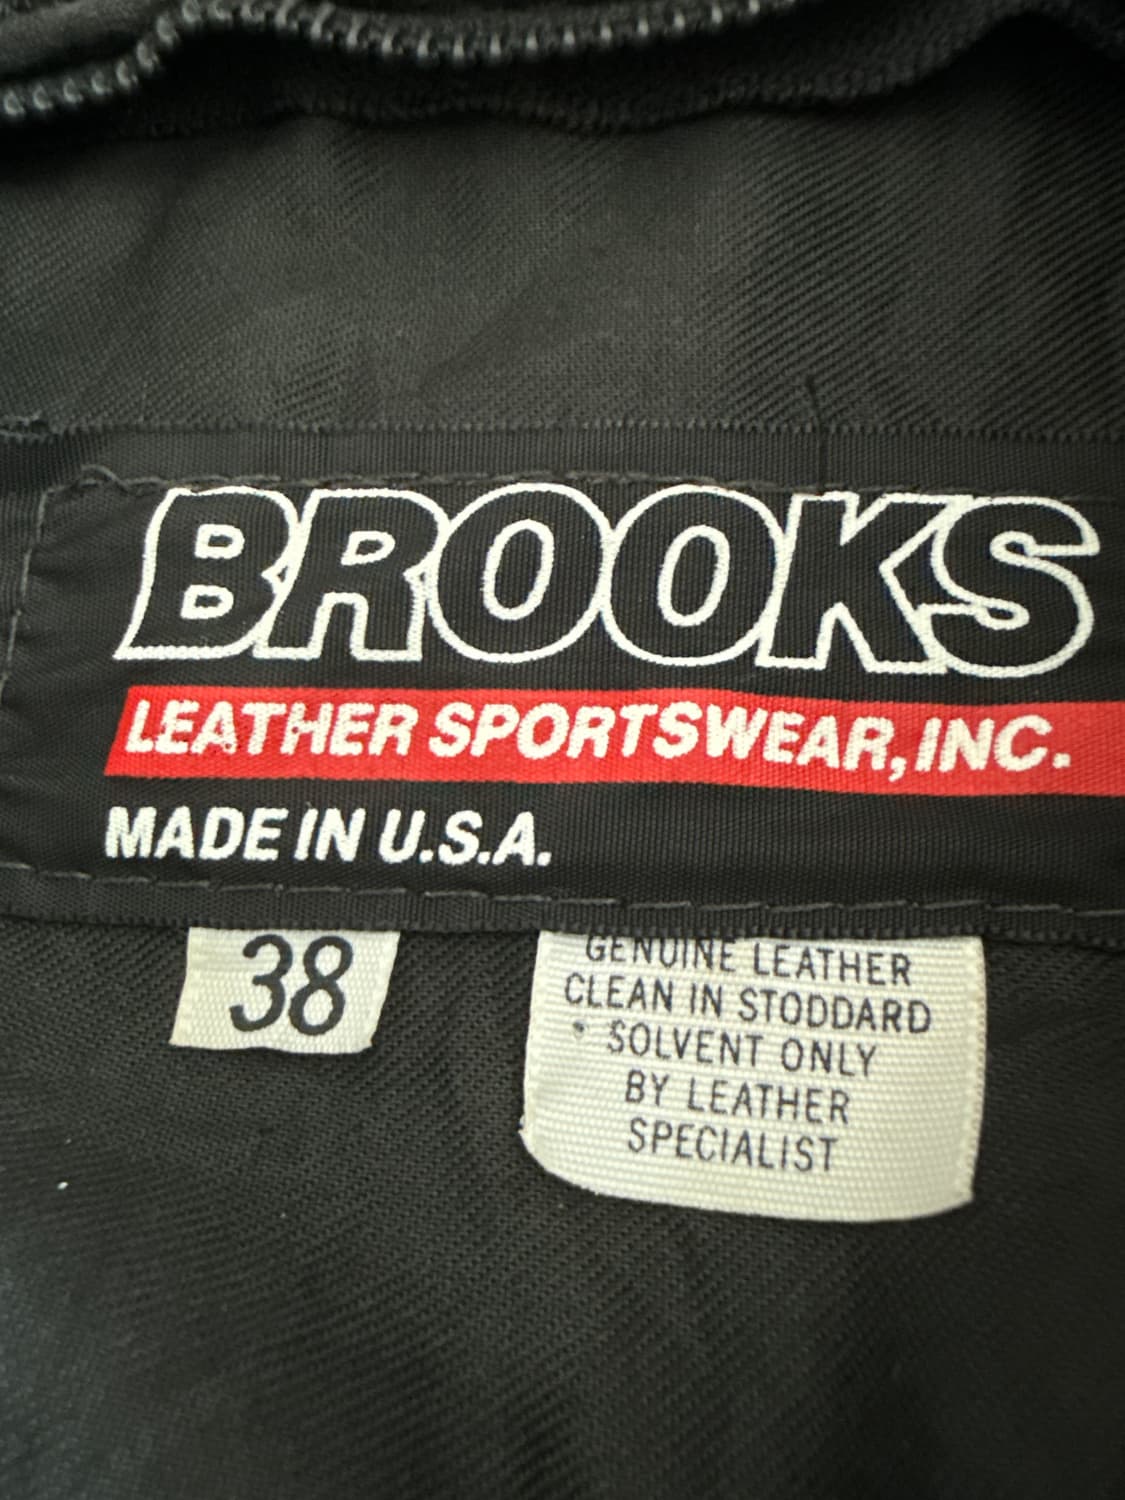 BROOKS
LEATHER SPORTSWEAR, INC.
MADE IN U.S.A.
38
GENUINE LEATHER
CLEAN IN STODDARD
SOLVENT ONLY
BY LEATHER
SPECIALIST